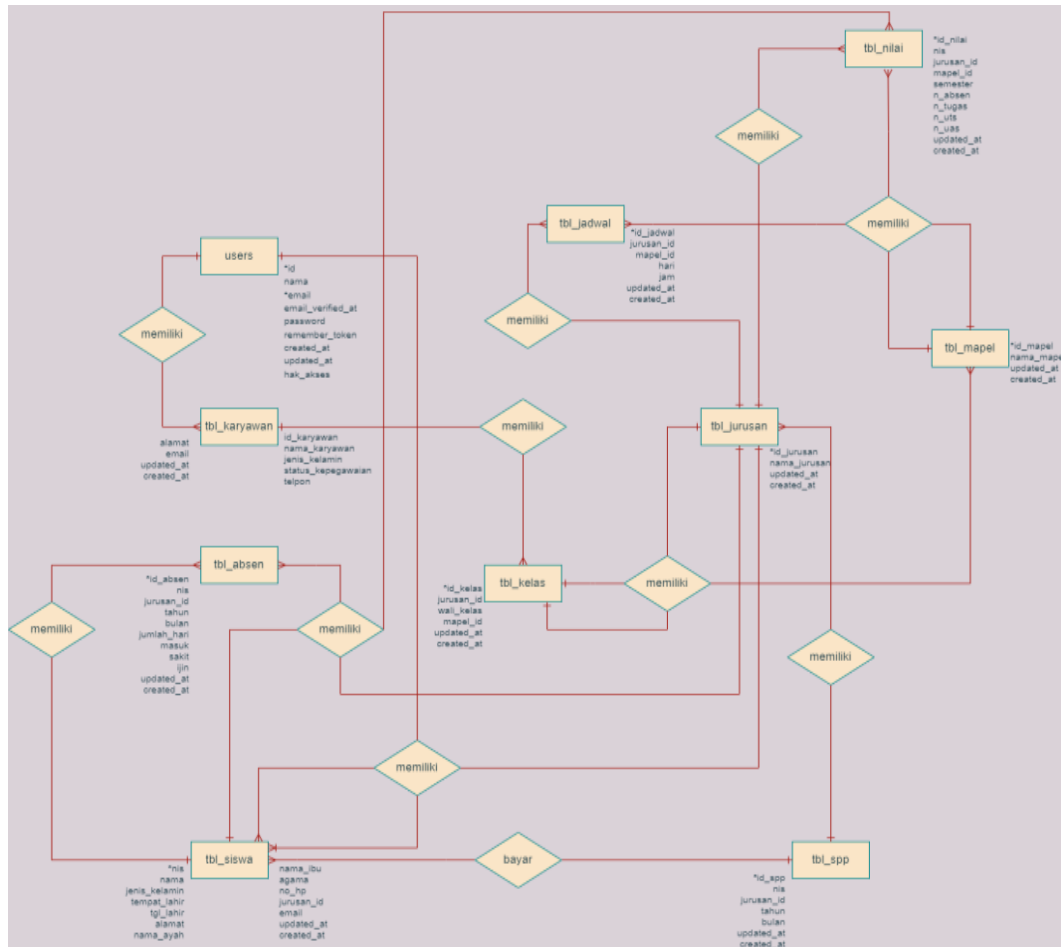 tbl_nilai
*id_nilai
nis
jurusan_id
mapel_id
semester
n_absen
n_tugas
n_uts
n_uas
updated_at
created_at
memiliki
tbl_jadwal
*id_jadwal
jurusan_id
mapel_id
hari
jam
updated_at
created_at
memiliki
users
*id
nama
*email
email_verified_at
password
remember_token
created_at
updated_at
hak_akses
memiliki
memiliki
tbl_mapel
*id_mapel
nama_mape
updated_at
created_at
tbl_karyawan
alamat
email
updated_at
created_at
id_karyawan
nama_karyawan
jenis_kelamin
status_kepegawaian
telpon
memiliki
tbl_jurusan
*id_jurusan
nama_jurusan
updated_at
created_at
tbl_absen
*id_absen
nis
jurusan_id
tahun
bulan
jumlah_hari
masuk
sakit
ijin
updated_at
created_at
memiliki
memiliki
tbl_kelas
*id_kelas
jurusan_id
wali_kelas
mapel_id
updated_at
created_at
memiliki
memiliki
memiliki
tbl_siswa
*nis
nama
jenis_kelamin
tempat_lahir
tgl_lahir
alamat
nama_ayah
nama_ibu
agama
no_hp
jurusan_id
email
updated_at
created_at
bayar
tbl_spp
*id_spp
nis
jurusan_id
tahun
bulan
updated_at
created_at